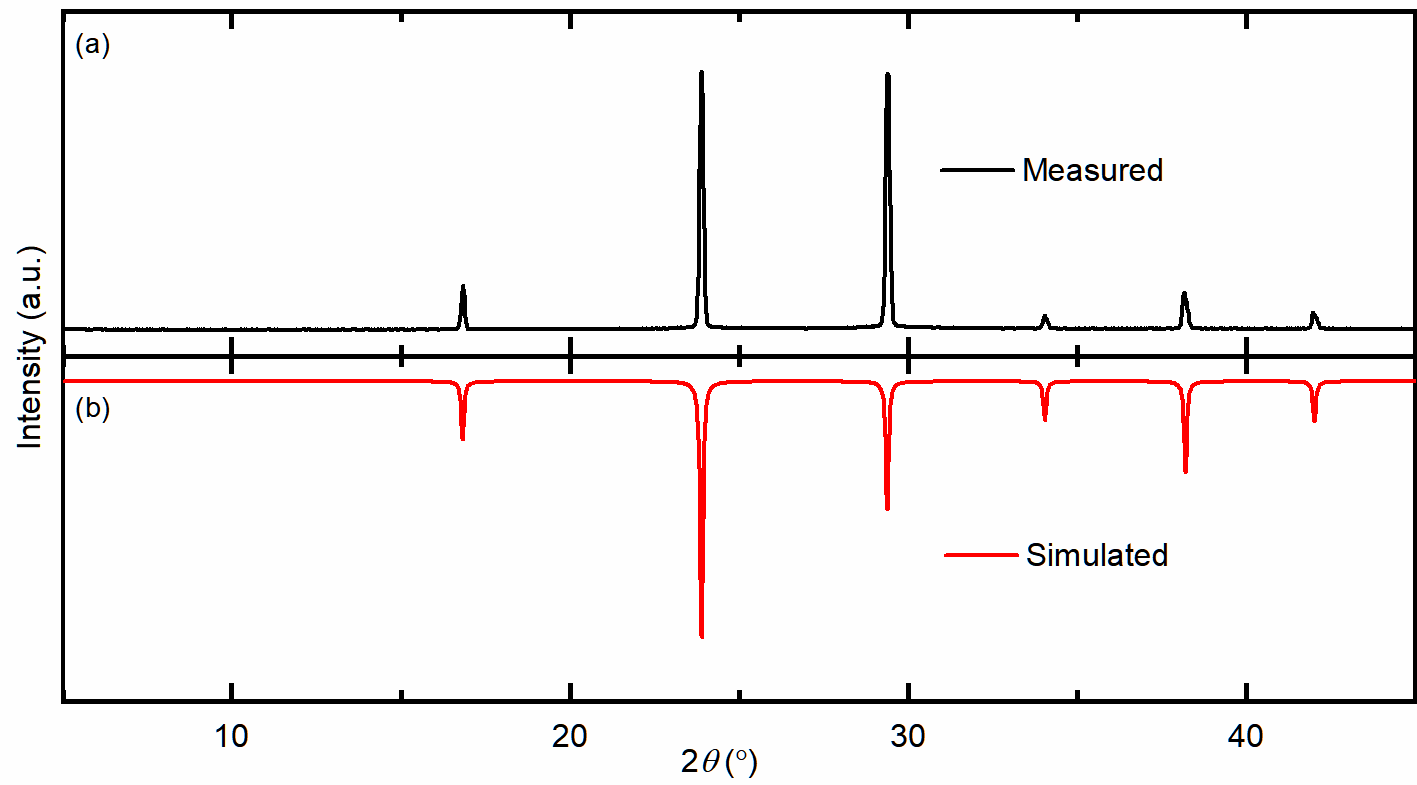 (a)
Measured
Intensity (a.u.)
(b)
Simulated
10 20 30 40
2θ (°)